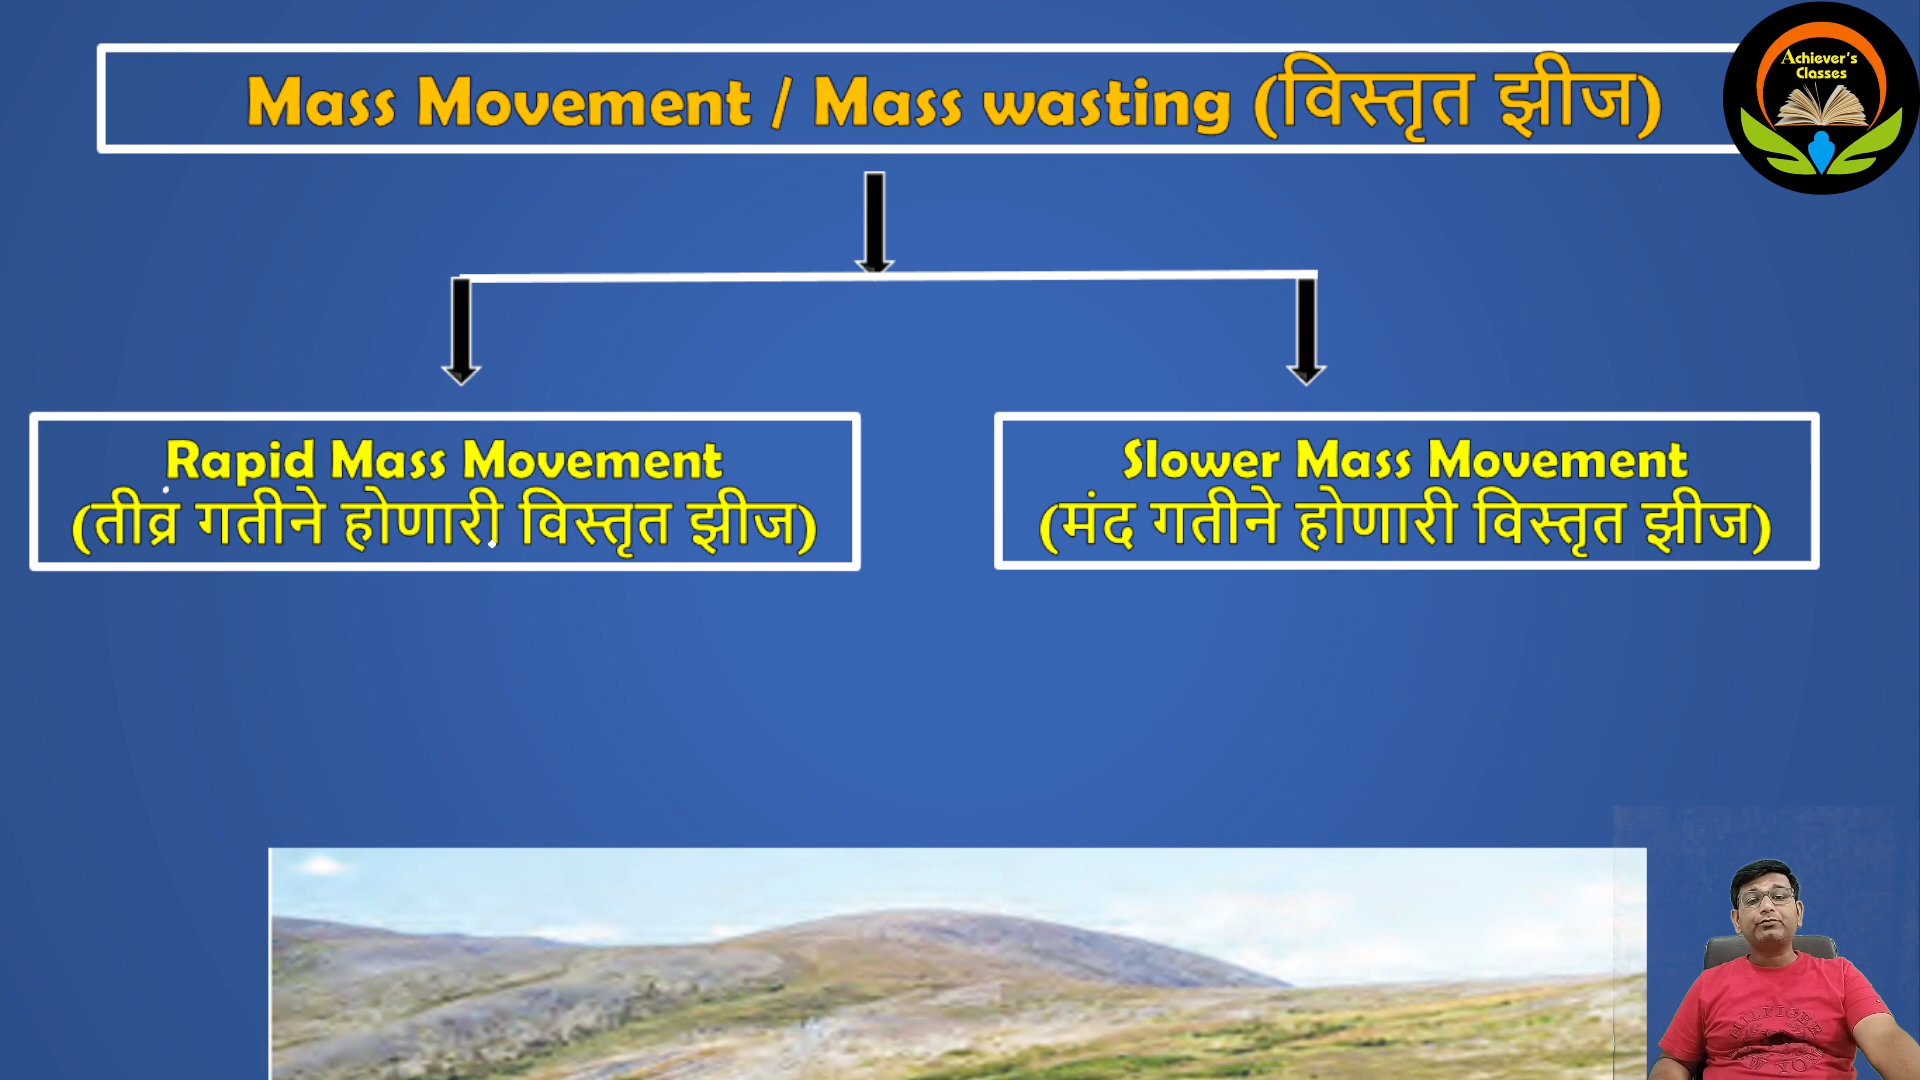 Mass Movement / Mass wasting (विस्तृत झीज)
Achiever's
Classes
Rapid Mass Movement
(तीव्र गतीने होणारी विस्तृत झीज)
Slower Mass Movement
(मंद गतीने होणारी विस्तृत झीज)